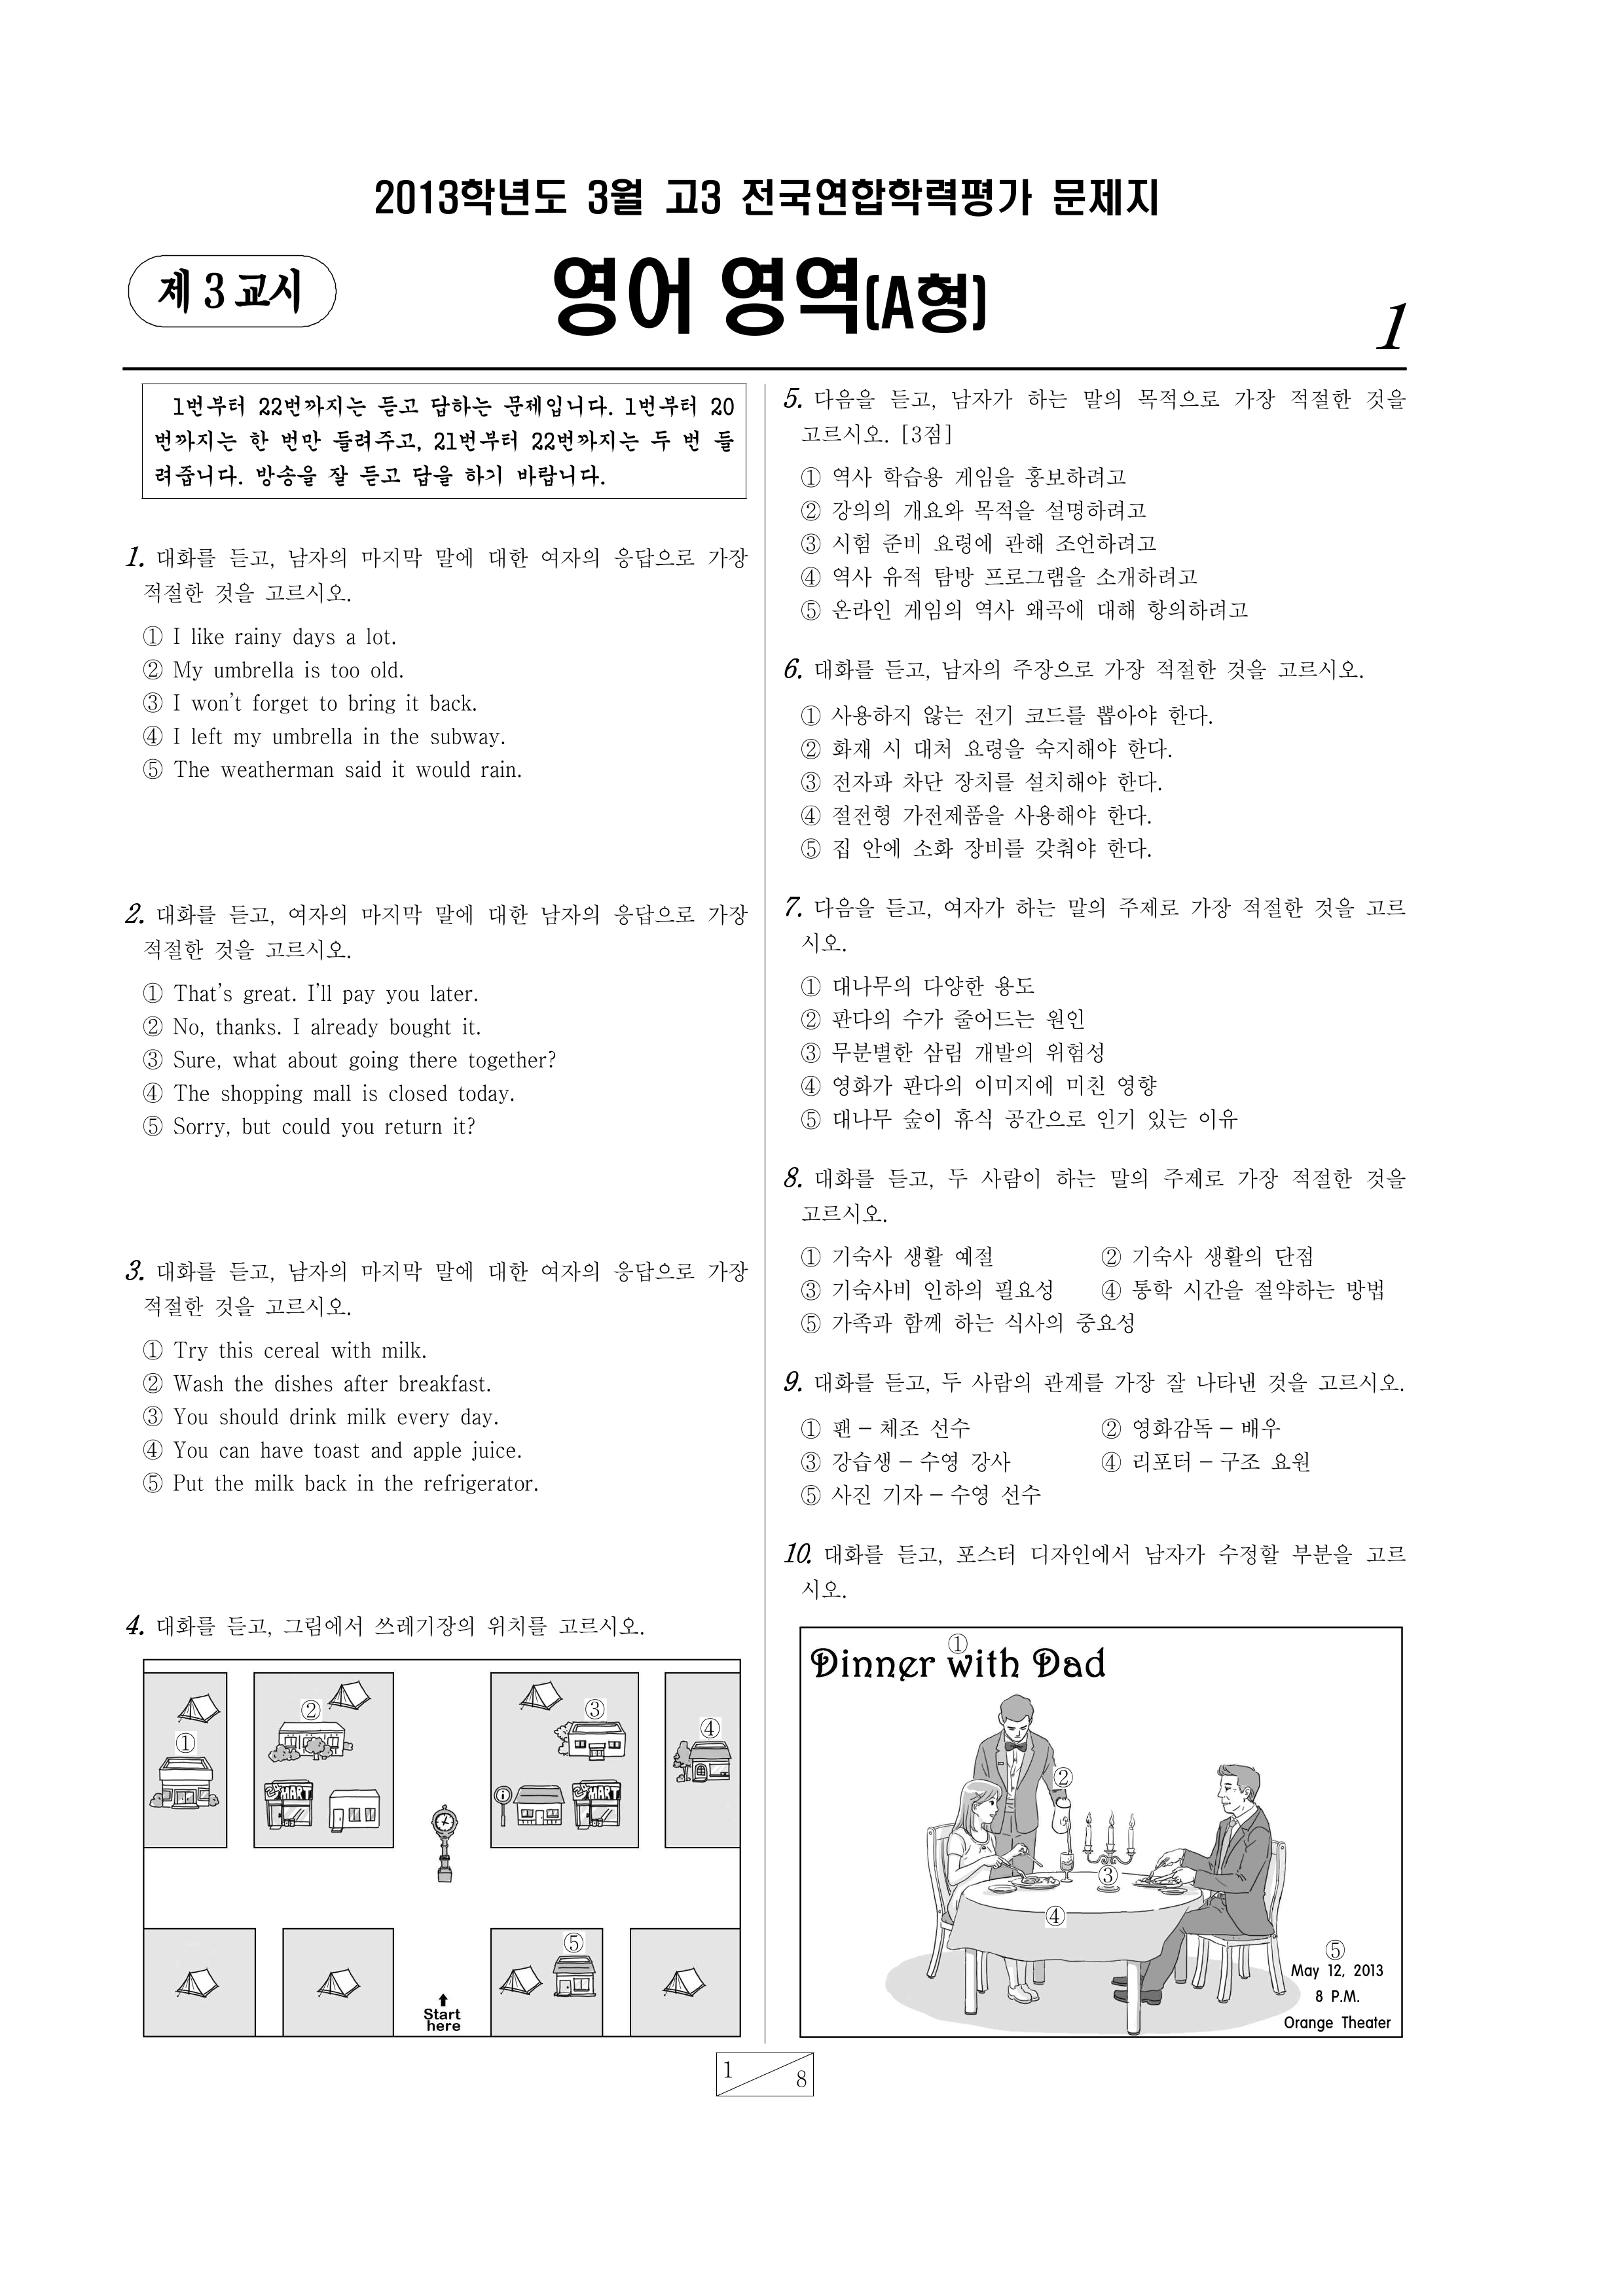 2013학년도 3월 고3 전국연합학력평가 문제지
제 3 교시
영어 영역(A형)
1
1번부터 22번까지는 듣고 답하는 문제입니다. 1번부터 20
번까지는 한 번만 들려주고, 21번부터 22번까지는 두 번 들
려줍니다. 방송을 잘 듣고 답을 하기 바랍니다.
1. 대화를 듣고, 남자의 마지막 말에 대한 여자의 응답으로 가장
적절한 것을 고르시오.
① I like rainy days a lot.
② My umbrella is too old.
③ I won't forget to bring it back.
④ I left my umbrella in the subway.
⑤ The weatherman said it would rain.
2. 대화를 듣고, 여자의 마지막 말에 대한 남자의 응답으로 가장
적절한 것을 고르시오.
① That's great. I'll pay you later.
② No, thanks. I already bought it.
③ Sure, what about going there together?
④ The shopping mall is closed today.
⑤ Sorry, but could you return it?
3. 대화를 듣고, 남자의 마지막 말에 대한 여자의 응답으로 가장
적절한 것을 고르시오.
① Try this cereal with milk.
② Wash the dishes after breakfast.
③ You should drink milk every day.
④ You can have toast and apple juice.
⑤ Put the milk back in the refrigerator.
4. 대화를 듣고, 그림에서 쓰레기장의 위치를 고르시오.
①
②
③
④
MART
i
MART
⑤
Start
here
5. 다음을 듣고, 남자가 하는 말의 목적으로 가장 적절한 것을
고르시오. [3점]
① 역사 학습용 게임을 홍보하려고
② 강의의 개요와 목적을 설명하려고
③ 시험 준비 요령에 관해 조언하려고
④ 역사 유적 탐방 프로그램을 소개하려고
⑤ 온라인 게임의 역사 왜곡에 대해 항의하려고
6. 대화를 듣고, 남자의 주장으로 가장 적절한 것을 고르시오.
① 사용하지 않는 전기 코드를 뽑아야 한다.
② 화재 시 대처 요령을 숙지해야 한다.
③ 전자파 차단 장치를 설치해야 한다.
④ 절전형 가전제품을 사용해야 한다.
⑤ 집 안에 소화 장비를 갖춰야 한다.
7. 다음을 듣고, 여자가 하는 말의 주제로 가장 적절한 것을 고르
시오.
① 대나무의 다양한 용도
② 판다의 수가 줄어드는 원인
③ 무분별한 삼림 개발의 위험성
④ 영화가 판다의 이미지에 미친 영향
⑤ 대나무 숲이 휴식 공간으로 인기 있는 이유
8. 대화를 듣고, 두 사람이 하는 말의 주제로 가장 적절한 것을
고르시오.
① 기숙사 생활 예절 ② 기숙사 생활의 단점
③ 기숙사비 인하의 필요성 ④ 통학 시간을 절약하는 방법
⑤ 가족과 함께 하는 식사의 중요성
9. 대화를 듣고, 두 사람의 관계를 가장 잘 나타낸 것을 고르시오.
① 팬 – 체조 선수 ② 영화감독 – 배우
③ 강습생 – 수영 강사 ④ 리포터 – 구조 요원
⑤ 사진 기자 – 수영 선수
10. 대화를 듣고, 포스터 디자인에서 남자가 수정할 부분을 고르
시오.
①
Dinner with Dad
②
③
④
⑤
May 12, 2013
8 P.M.
Orange Theater
1
8